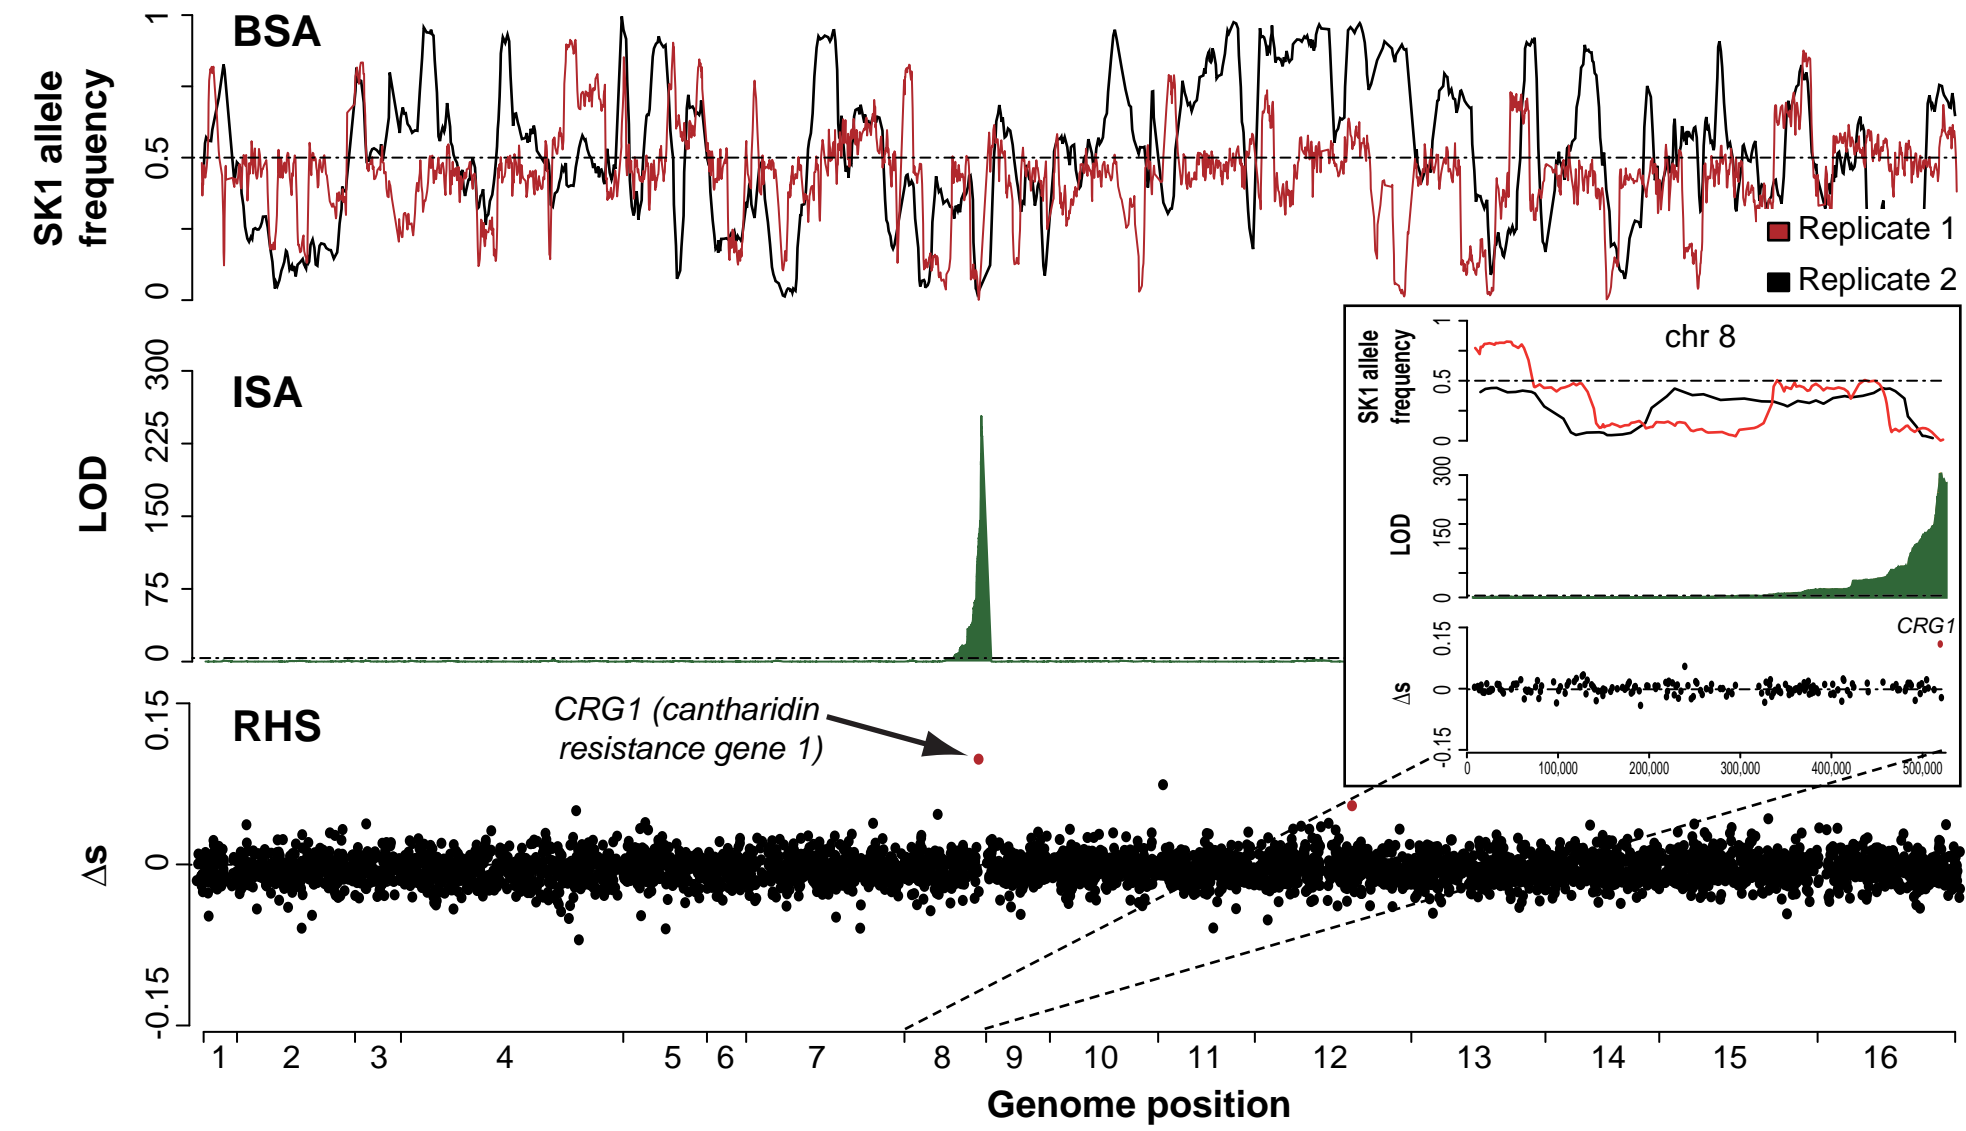 BSA
SK1 allele
frequency
1
0.5
0
Replicate 1
Replicate 2
ISA
LOD
300
225
150
75
0
RHS
CRG1 (cantharidin
resistance gene 1)
Δs
0.15
0
-0.15
1 2 3 4 5 6 7 8 9 10 11 12 13 14 15 16
Genome position
chr 8
SK1 allele
frequency
1
0.5
0
LOD
300
150
0
CRG1
Δs
0.15
0
-0.15
0 100,000 200,000 300,000 400,000 500,000